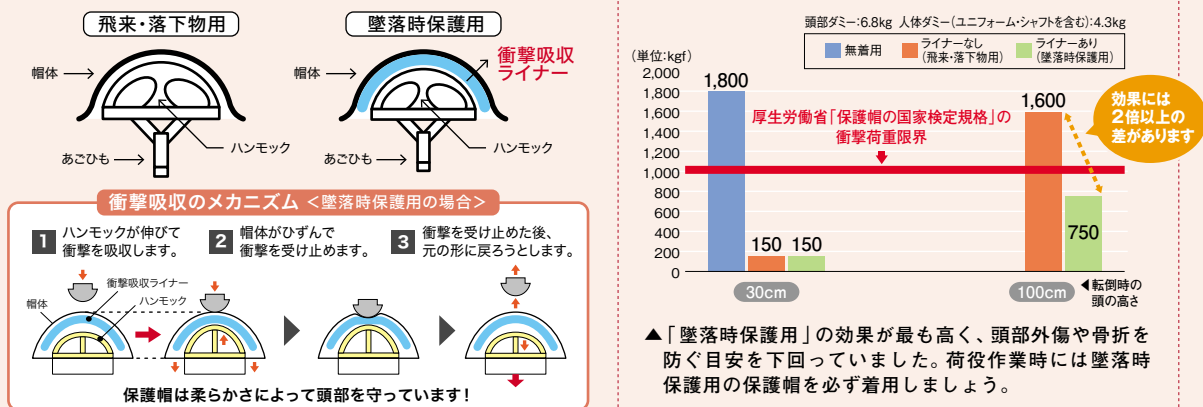 飛来・落下物用
帽体
あごひも
ハンモック
墜落時保護用
衝撃吸収
ライナー
帽体
あごひも
ハンモック
衝撃吸収のメカニズム <墜落時保護用の場合>
1 ハンモックが伸びて
衝撃を吸収します。
2 帽体がひずんで
衝撃を受け止めます。
3 衝撃を受け止めた後、
元の形に戻ろうとします。
衝撃吸収ライナー
帽体
ハンモック
保護帽は柔らかさによって頭部を守っています!
頭部ダミー:6.8kg 人体ダミー(ユニフォーム・シャフトを含む):4.3kg
無着用
ライナーなし
(飛来・落下物用)
ライナーあり
(墜落時保護用)
(単位:kgf)
2,000
1,800
1,600
1,400
1,200
1,000
800
600
400
200
0
1,800
150
150
1,600
750
厚生労働省「保護帽の国家検定規格」の
衝撃荷重限界
効果には
2倍以上の
差があります
30cm
100cm
◀転倒時の
頭の高さ
▲「墜落時保護用」の効果が最も高く、頭部外傷や骨折を
防ぐ目安を下回っていました。荷役作業時には墜落時
保護用の保護帽を必ず着用しましょう。